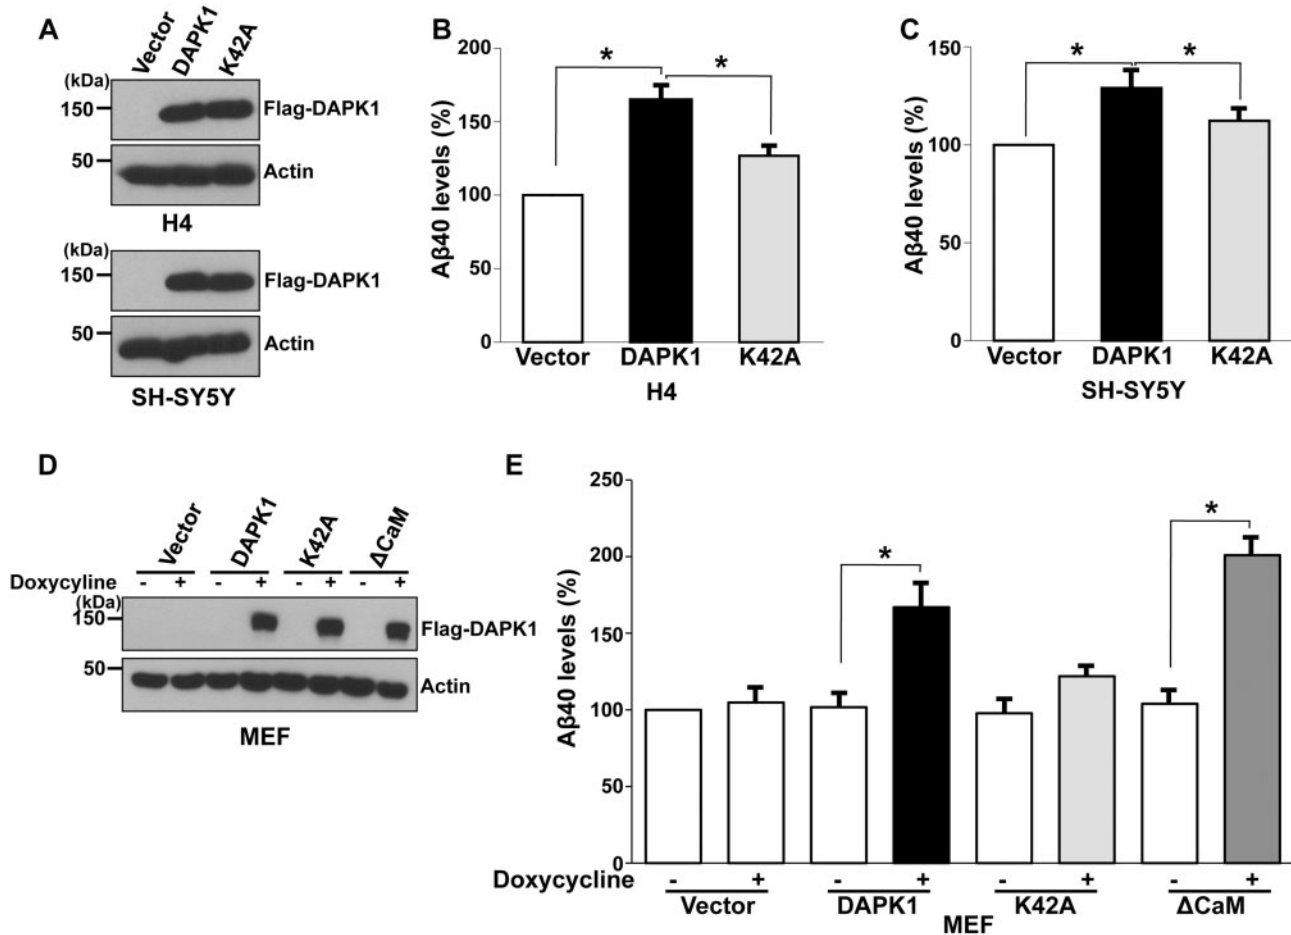 A
Vector
DAPK1
K42A
(kDa)
150
Flag-DAPK1
50
Actin
H4
(kDa)
150
Flag-DAPK1
50
Actin
SH-SY5Y
B
Aβ40 levels (%)
200
150
100
50
0
*
*
Vector DAPK1 K42A
H4
C
Aβ40 levels (%)
150
100
50
0
*
*
Vector DAPK1 K42A
SH-SY5Y
D
Vector
DAPK1
K42A
ΔCaM
Doxycyline - + - + - + - +
(kDa)
150
Flag-DAPK1
50
Actin
MEF
E
Aβ40 levels (%)
250
200
150
100
50
0
*
*
Doxycycline - + - + - + - +
Vector DAPK1 K42A ΔCaM
MEF